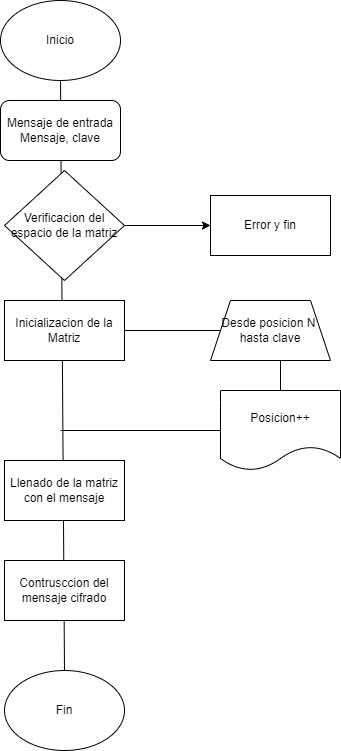 Inicio
Mensaje de entrada
Mensaje, clave
Verificacion del
espacio de la matriz
Error y fin
Inicializacion de la
Matriz
Desde posicion N
hasta clave
Posicion++
Llenado de la matriz
con el mensaje
Contrusccion del
mensaje cifrado
Fin